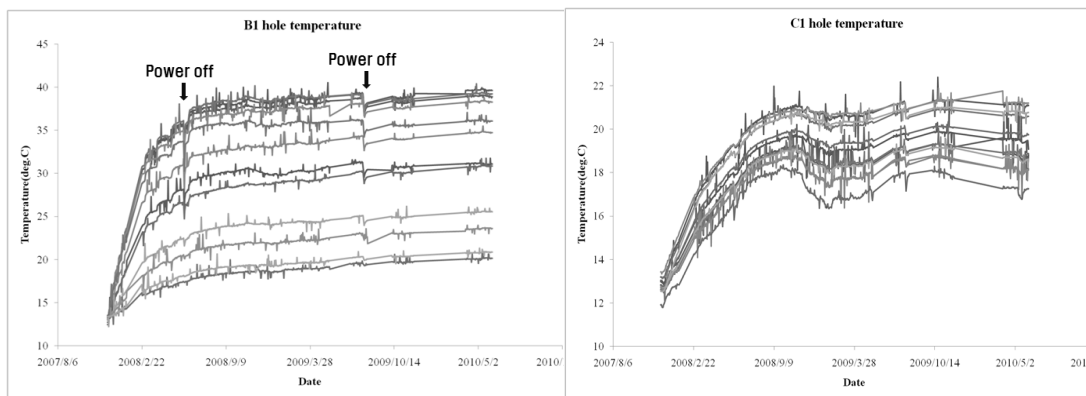 B1 hole temperature
45
40
35
30
25
20
15
10
Temperature(deg.C)
Power off
Power off
2007/8/6 2008/2/22 2008/9/9 2009/3/28 2009/10/14 2010/5/2 2010/
Date
C1 hole temperature
24
22
20
18
16
14
12
10
Temperature(deg.C)
2007/8/6 2008/2/22 2008/9/9 2009/3/28 2009/10/14 2010/5/2 201
Date